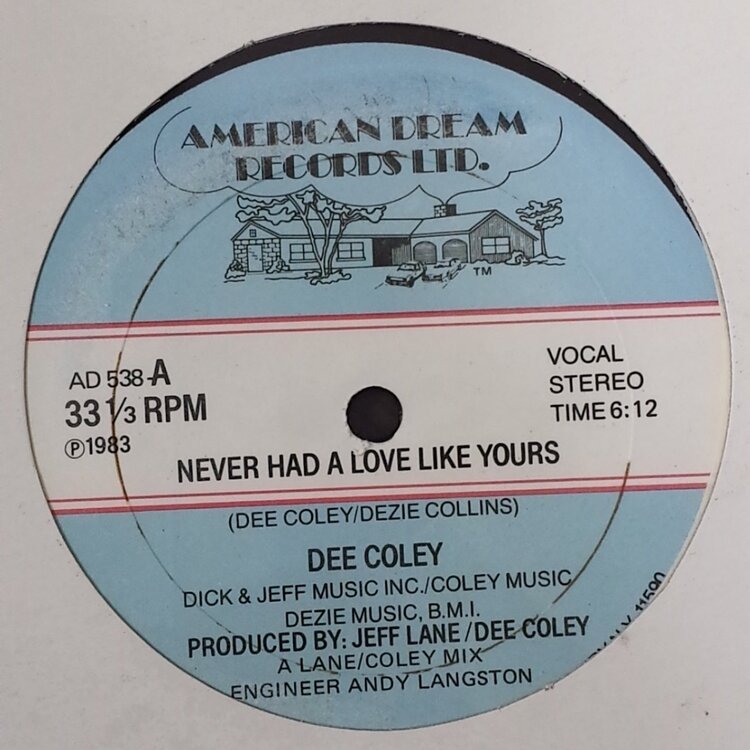 AMERICAN DREAM
RECORDS LTD.
TM
AD 538-A
33 1/3 RPM
℗1983
VOCAL
STEREO
TIME 6:12
NEVER HAD A LOVE LIKE YOURS
(DEE COLEY/DEZIE COLLINS)
DEE COLEY
DICK & JEFF MUSIC INC./COLEY MUSIC
DEZIE MUSIC, B.M.I.
PRODUCED BY: JEFF LANE/DEE COLEY
A LANE/COLEY MIX
ENGINEER ANDY LANGSTON
N.Y. 11590